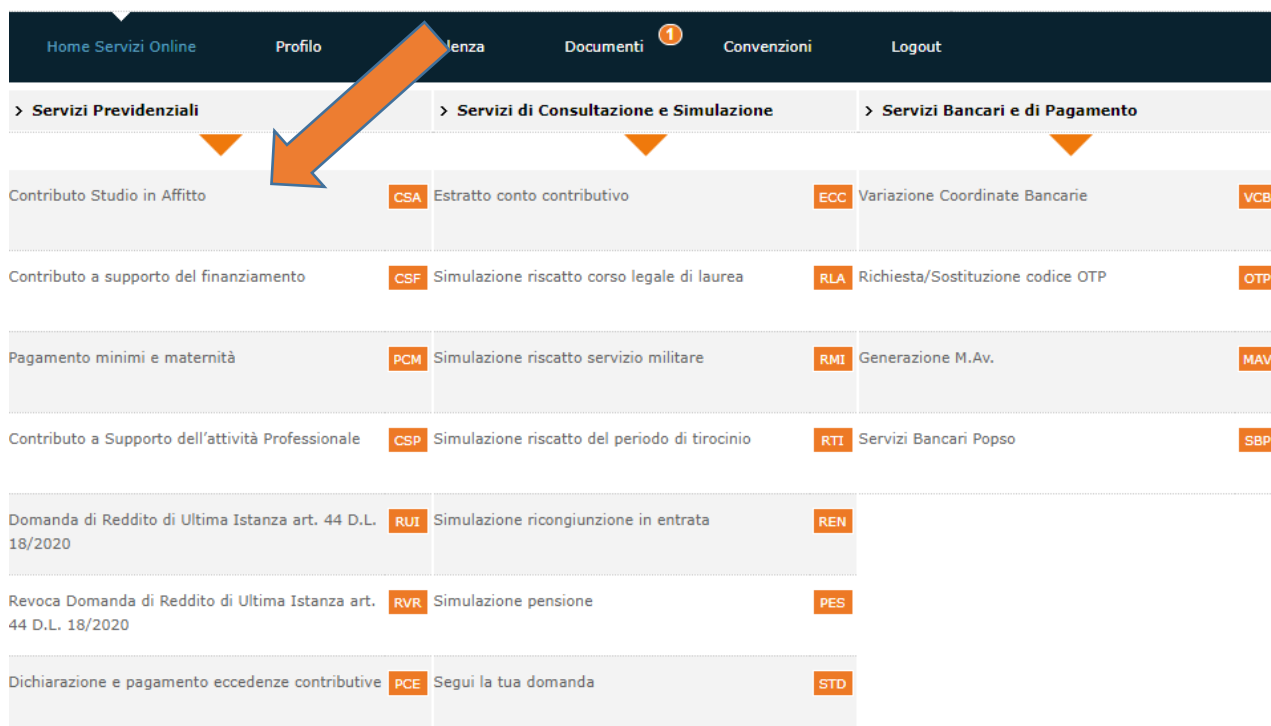 Home Servizi Online Profilo lenza Documenti 1 Convenzioni Logout
> Servizi Previdenziali
> Servizi di Consultazione e Simulazione
> Servizi Bancari e di Pagamento
Contributo Studio in Affitto CSA
Estratto conto contributivo ECC
Variazione Coordinate Bancarie VCB
Contributo a supporto del finanziamento CSF
Simulazione riscatto corso legale di laurea RLA
Richiesta/Sostituzione codice OTP OTP
Pagamento minimi e maternità PCM
Simulazione riscatto servizio militare RMI
Generazione M.Av. MAV
Contributo a Supporto dell'attività Professionale CSP
Simulazione riscatto del periodo di tirocinio RTI
Servizi Bancari Popso SBP
Domanda di Reddito di Ultima Istanza art. 44 D.L. RUI
18/2020
Simulazione ricongiunzione in entrata REN
Revoca Domanda di Reddito di Ultima Istanza art. RVR
44 D.L. 18/2020
Simulazione pensione PES
Dichiarazione e pagamento eccedenze contributive PCE
Segui la tua domanda STD